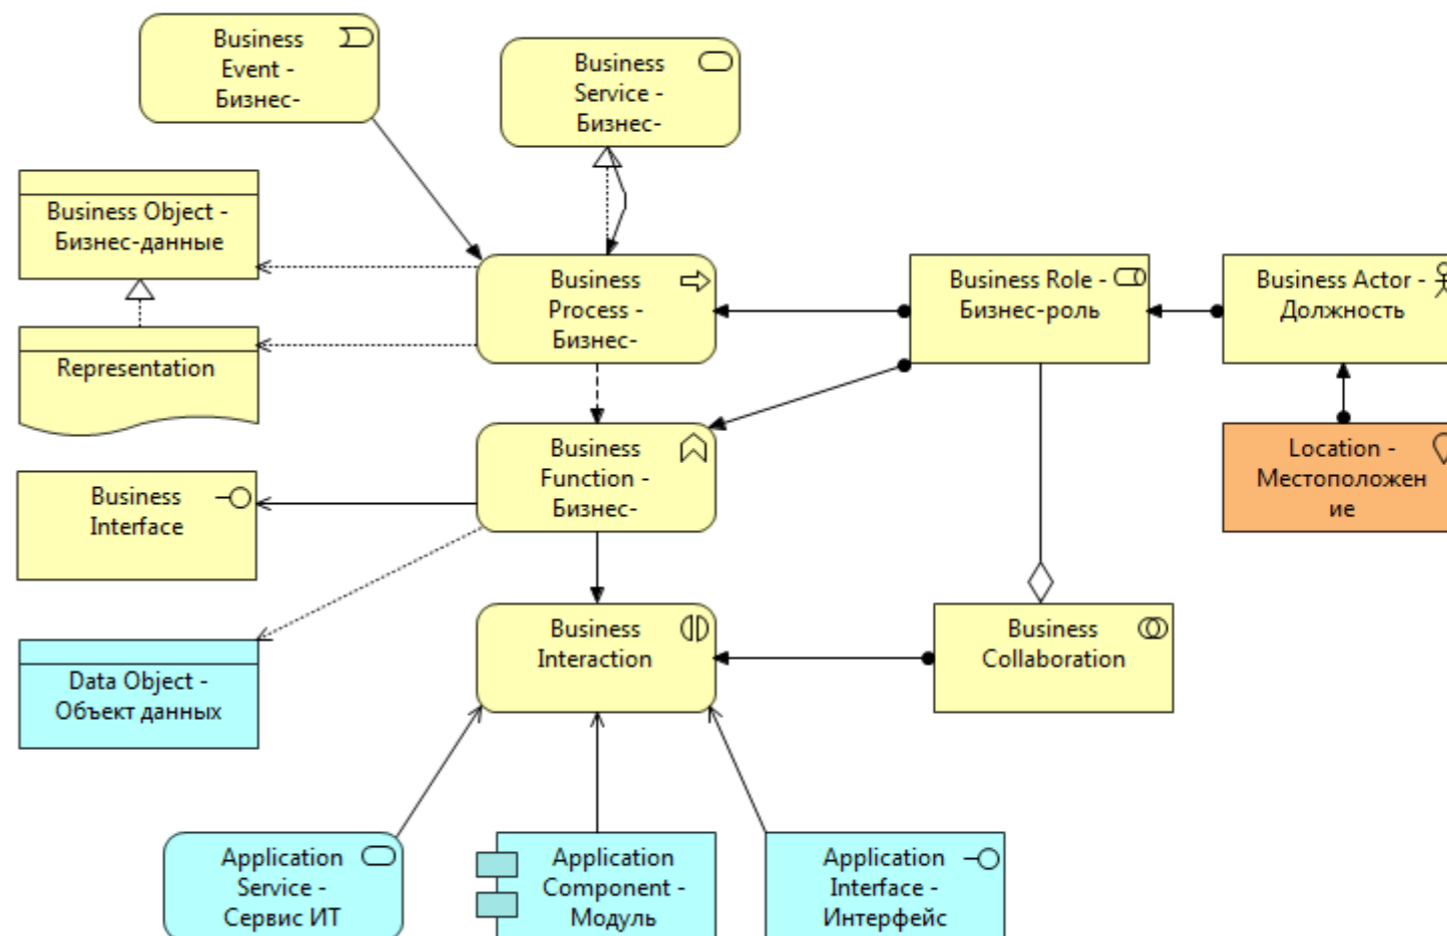 Business
Event -
Бизнес-
Business
Service -
Бизнес-
Business Object -
Бизнес-данные
Business
Process -
Бизнес-
Business Role -
Бизнес-роль
Business Actor -
Должность
Representation
Business
Function -
Бизнес-
Location -
Местоположен
ие
Business
Interface
Business
Interaction
Business
Collaboration
Data Object -
Объект данных
Application
Service -
Сервис ИТ
Application
Component -
Модуль
Application
Interface -
Интерфейс